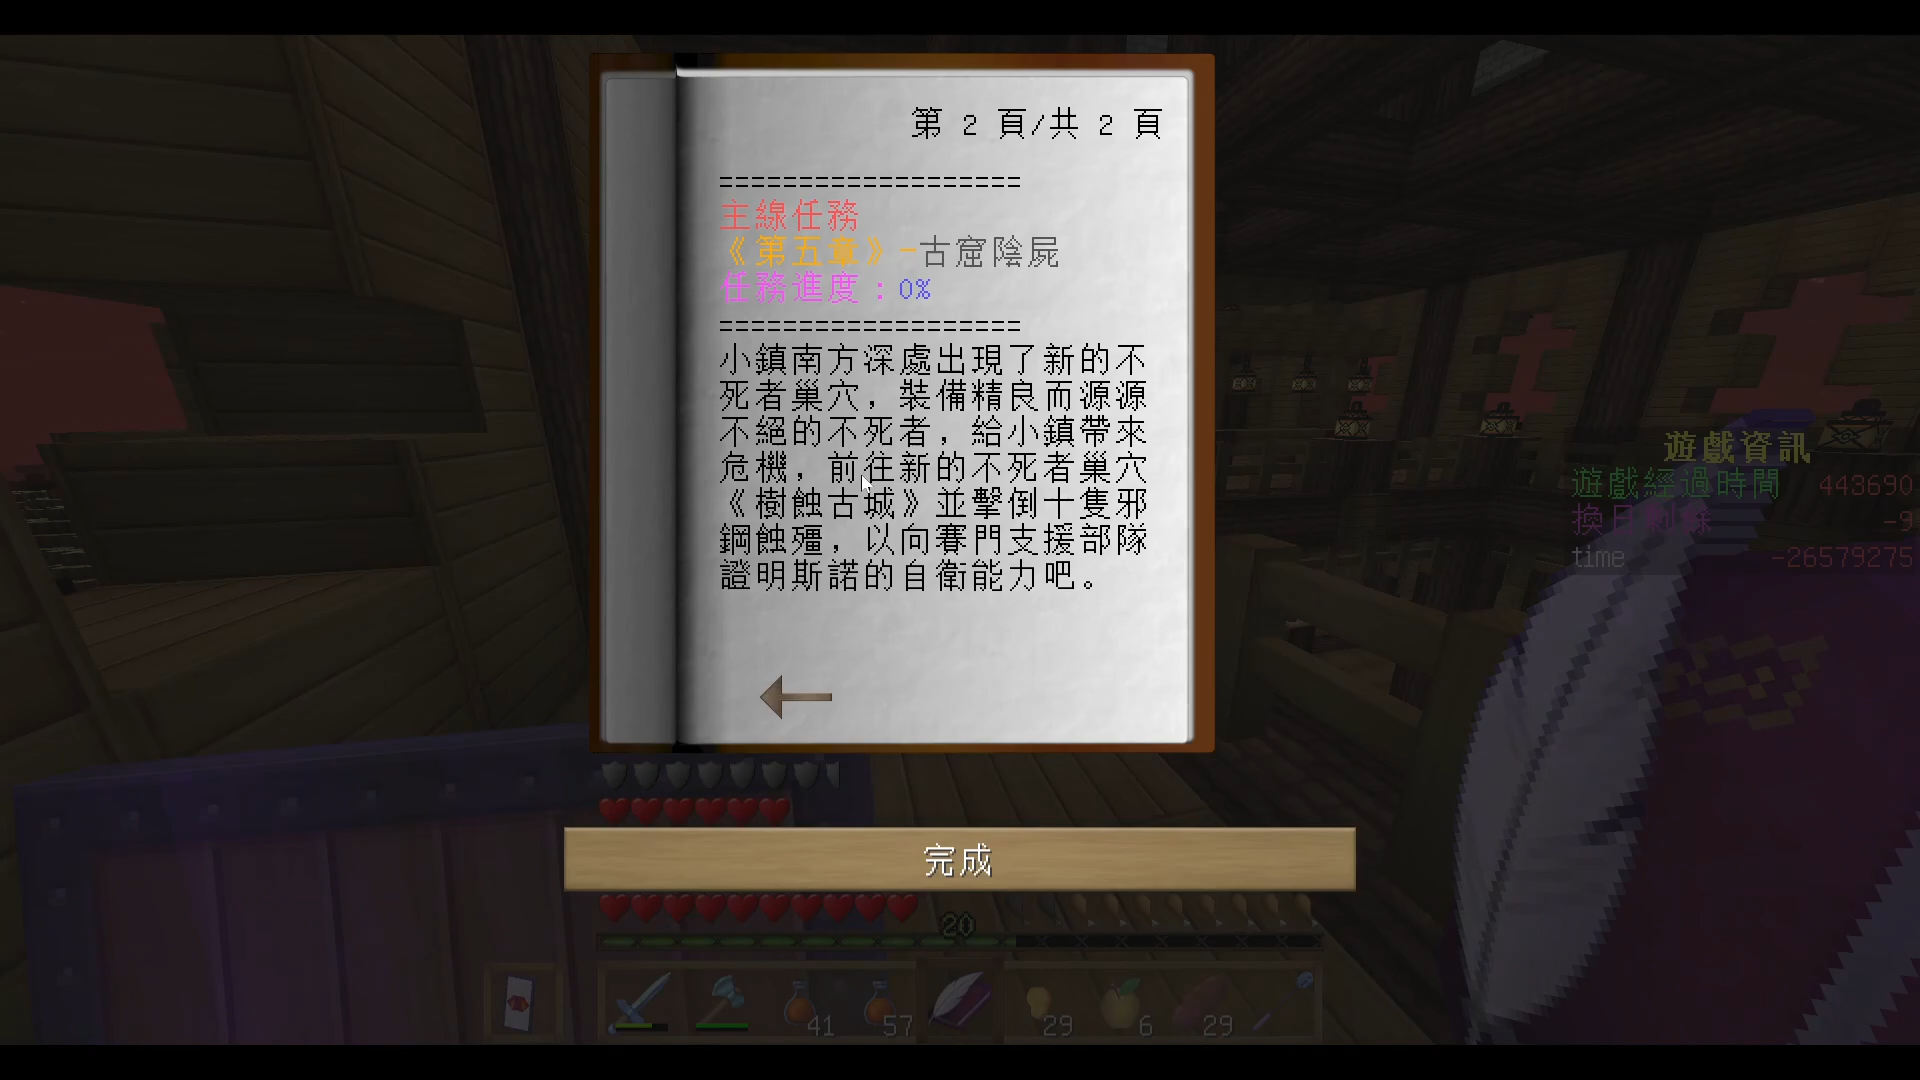 第 2 頁/共 2 頁
===================
主線任務
《第五章》-古窟陰屍
任務進度：0%
===================
小鎮南方深處出現了新的不
死者巢穴，裝備精良而源源
不絕的不死者，給小鎮帶來
危機，前往新的不死者巢穴
《樹蝕古城》並擊倒十隻邪
鋼蝕殭，以向賽門支援部隊
證明斯諾的自衛能力吧。
遊戲資訊
遊戲經過時間 443690
換日剩餘 -9
time -26579275
完成
20
41 57 29 6 29